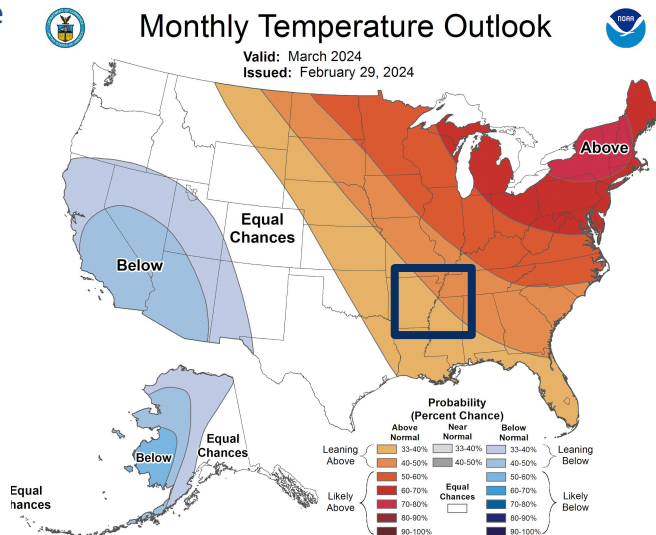 e
NOAA
Monthly Temperature Outlook
Valid: March 2024
Issued: February 29, 2024
Above
Equal
Chances
Below
Below
Equal
Chances
Equal
hances
Probability
(Percent Chance)
Above
Normal
Near
Normal
Below
Normal
Leaning
Above
33-40%
33-40%
33-40%
Leaning
Below
40-50%
40-50%
40-50%
Likely
Above
50-60%
50-60%
Likely
Below
60-70%
Equal
Chances
60-70%
70-80%
70-80%
80-90%
80-90%
90-100%
90-100%